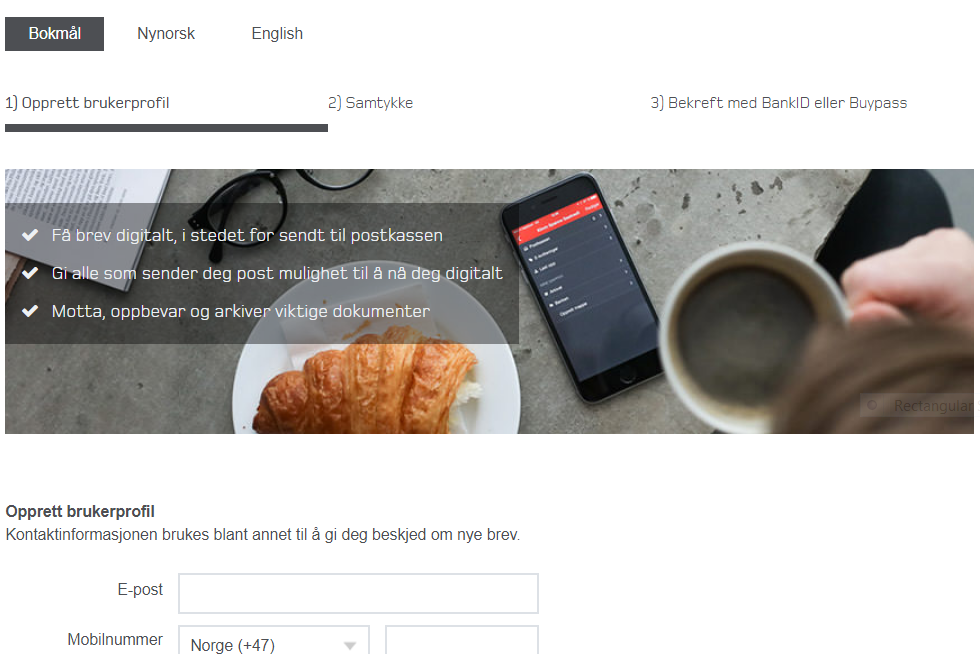 Bokmål
Nynorsk
English
1) Opprett brukerprofil
2) Samtykke
3) Bekreft med BankID eller Buypass
Få brev digitalt, i stedet for sendt til postkassen
Gi alle som sender deg post mulighet til å nå deg digitalt
Motta, oppbevar og arkiver viktige dokumenter
© Rectangular
Opprett brukerprofil
Kontaktinformasjonen brukes blant annet til å gi deg beskjed om nye brev.
E-post
Mobilnummer
Norge (+47)